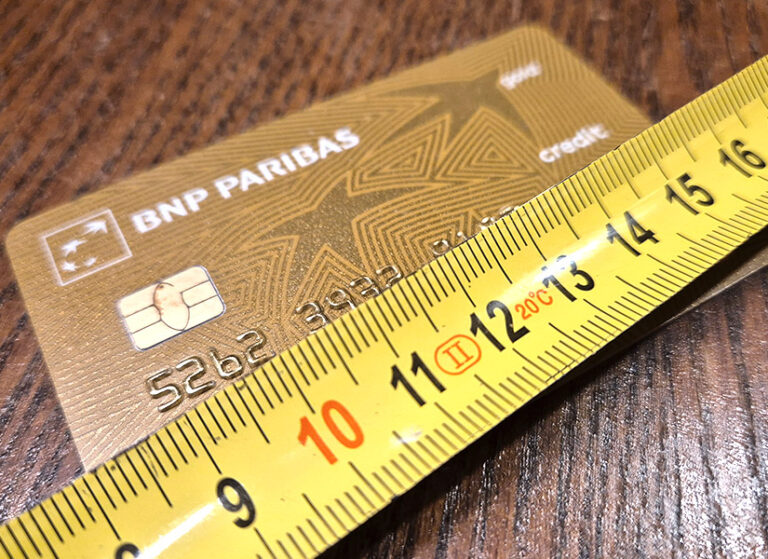 gold
BNP PARIBAS
credit
5262 3932
9 10 11 II 12 20°C 13 14 15 16